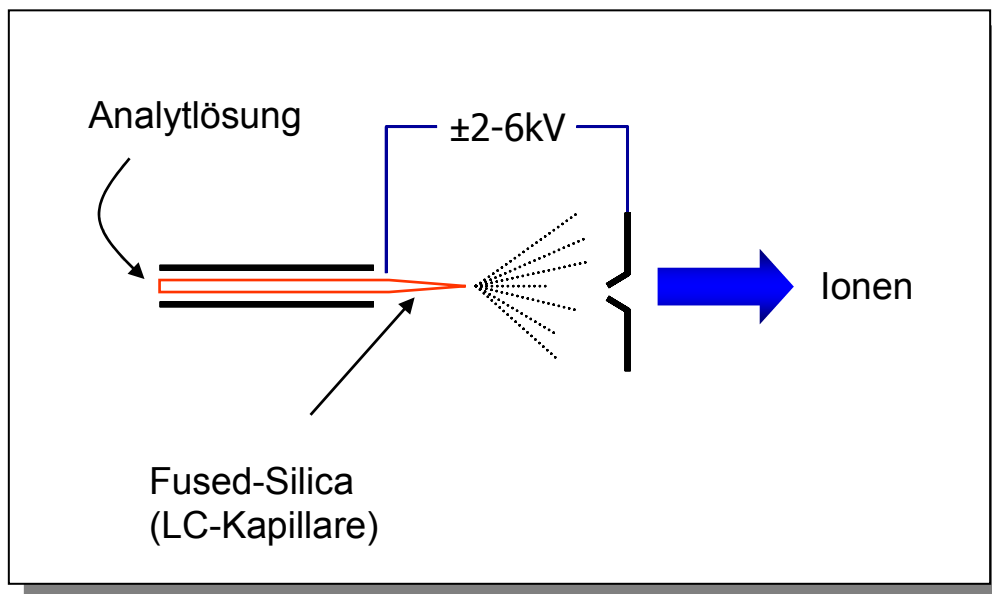 Analytlösung
±2-6kV
Ionen
Fused-Silica
(LC-Kapillare)